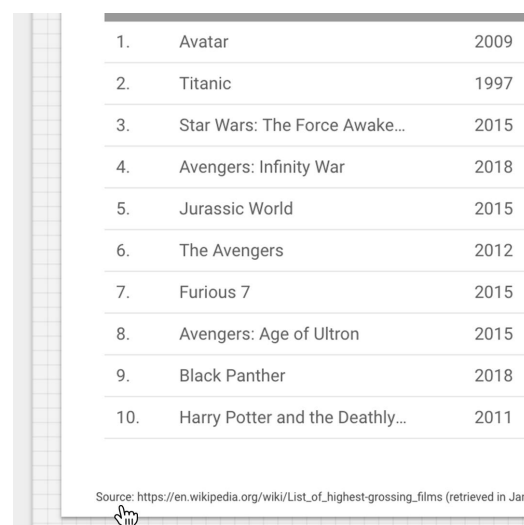 1. Avatar 2009
2. Titanic 1997
3. Star Wars: The Force Awake... 2015
4. Avengers: Infinity War 2018
5. Jurassic World 2015
6. The Avengers 2012
7. Furious 7 2015
8. Avengers: Age of Ultron 2015
9. Black Panther 2018
10. Harry Potter and the Deathly... 2011
Source: https://en.wikipedia.org/wiki/List_of_highest-grossing_films (retrieved in Jan